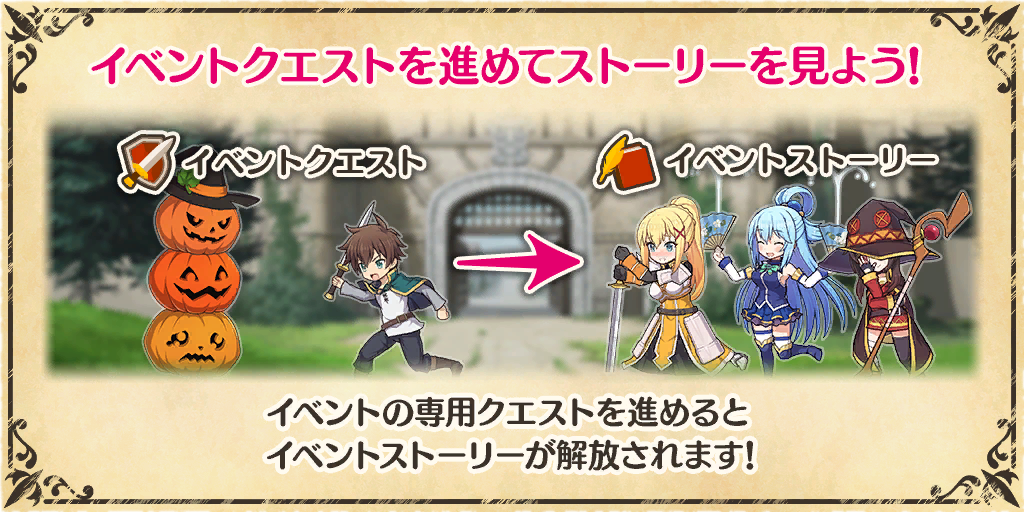 イベントクエストを進めてストーリーを見よう!
イベントクエスト
イベントストーリー
イベントの専用クエストを進めると
イベントストーリーが解放されます!